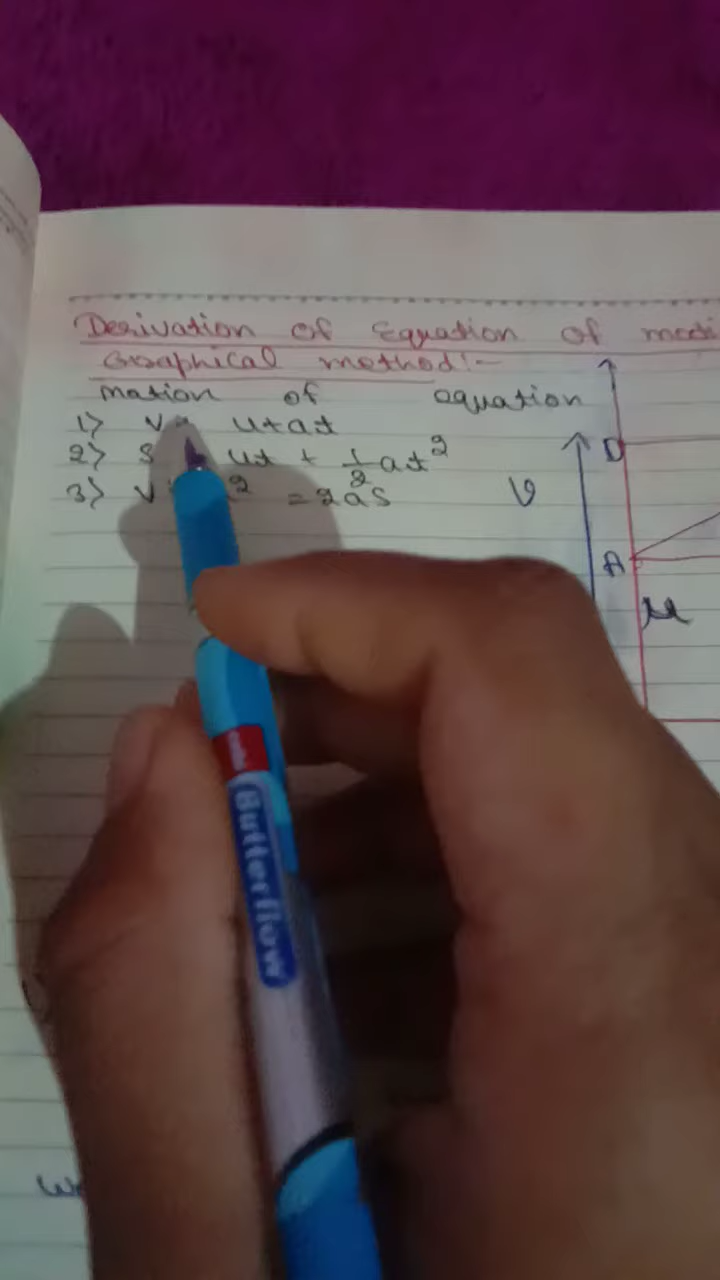 Derivation of Equation of
Graphical method:-
mation of equation
1> v = u+at
2> s ut + 1/2 at²
3> v ² = 2as
v
D
A
u
Butterflow